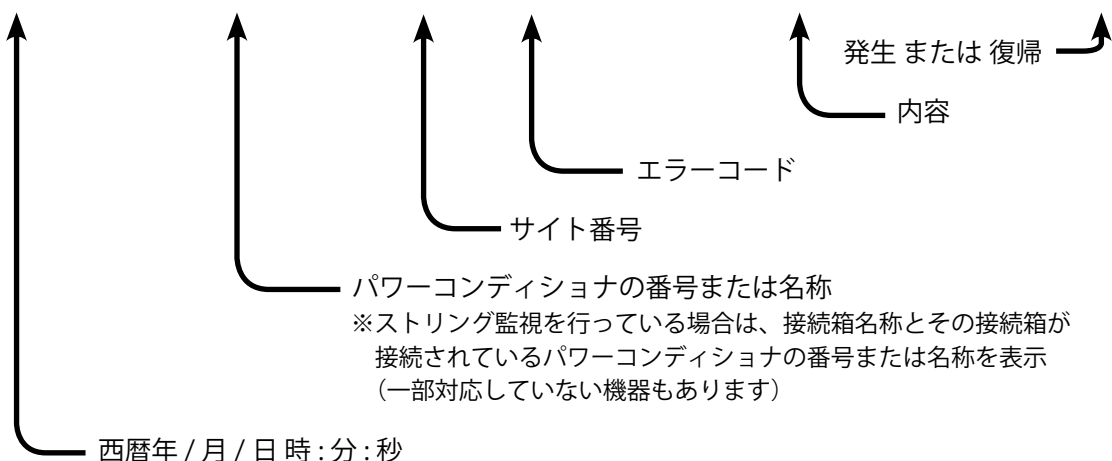 発生 または 復帰
内容
エラーコード
サイト番号
パワーコンディショナの番号または名称
※ストリング監視を行っている場合は、接続箱名称とその接続箱が
接続されているパワーコンディショナの番号または名称を表示
（一部対応していない機器もあります）
西暦年 / 月 / 日 時 : 分 : 秒